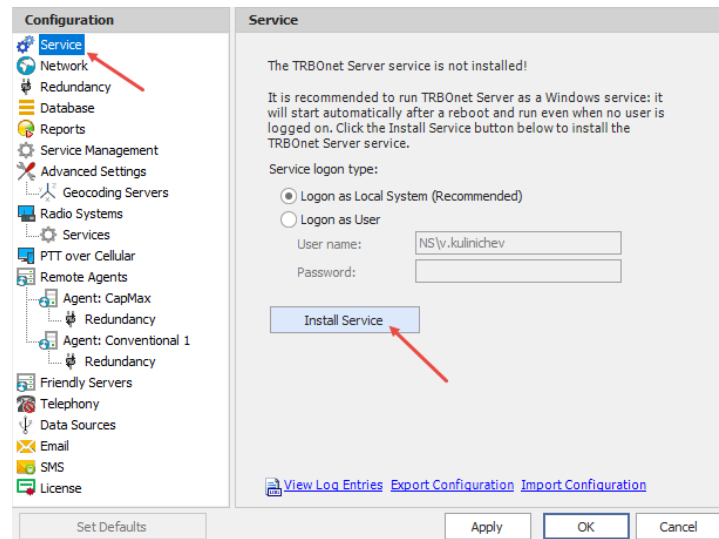 Configuration
Service
Network
Redundancy
Database
Reports
Service Management
Advanced Settings
Geocoding Servers
Radio Systems
Services
PTT over Cellular
Remote Agents
Agent: CapMax
Redundancy
Agent: Conventional 1
Redundancy
Friendly Servers
Telephony
Data Sources
Email
SMS
License
Service
The TRBOnet Server service is not installed!
It is recommended to run TRBOnet Server as a Windows service: it
will start automatically after a reboot and run even when no user is
logged on. Click the Install Service button below to install the
TRBOnet Server service.
Service logon type:
Logon as Local System (Recommended)
Logon as User
User name: NS\v.kulinichev
Password:
Install Service
View Log Entries Export Configuration Import Configuration
Set Defaults Apply OK Cancel